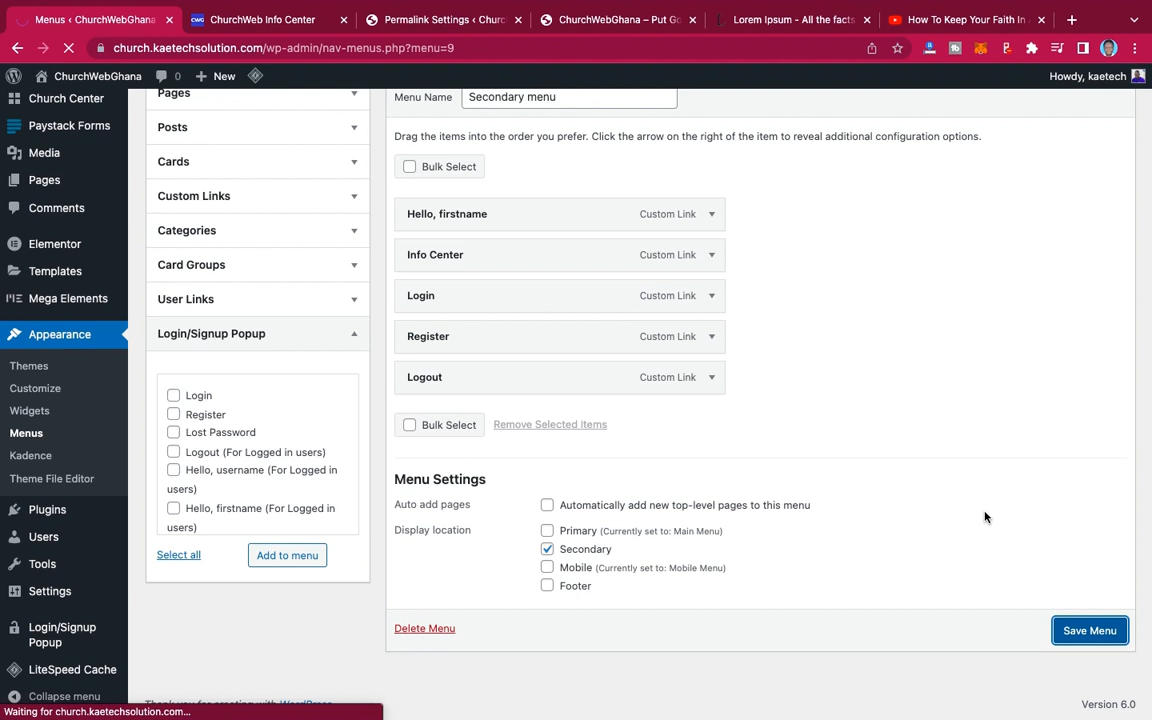 Menus ‹ ChurchWebGhana
ChurchWeb Info Center
Permalink Settings ‹ Churc
ChurchWebGhana – Put Go
Lorem Ipsum - All the facts
How To Keep Your Faith In
church.kaetechsolution.com/wp-admin/nav-menus.php?menu=9
ChurchWebGhana
0
New
Howdy, kaetech
Church Center
Paystack Forms
Media
Pages
Comments
Elementor
Templates
Mega Elements
Appearance
Themes
Customize
Widgets
Menus
Kadence
Theme File Editor
Plugins
Users
Tools
Settings
Login/Signup
Popup
LiteSpeed Cache
Collapse menu
Waiting for church.kaetechsolution.com...
Pages
Posts
Cards
Custom Links
Categories
Card Groups
User Links
Login/Signup Popup
Login
Register
Lost Password
Logout (For Logged in users)
Hello, username (For Logged in
users)
Hello, firstname (For Logged in
users)
Select all
Add to menu
Menu Name
Secondary menu
Drag the items into the order you prefer. Click the arrow on the right of the item to reveal additional configuration options.
Bulk Select
Hello, firstname Custom Link
Info Center Custom Link
Login Custom Link
Register Custom Link
Logout Custom Link
Bulk Select
Remove Selected Items
Menu Settings
Auto add pages
Automatically add new top-level pages to this menu
Display location
Primary (Currently set to: Main Menu)
Secondary
Mobile (Currently set to: Mobile Menu)
Footer
Delete Menu
Save Menu
Thank you for creating with WordPress.
Version 6.0